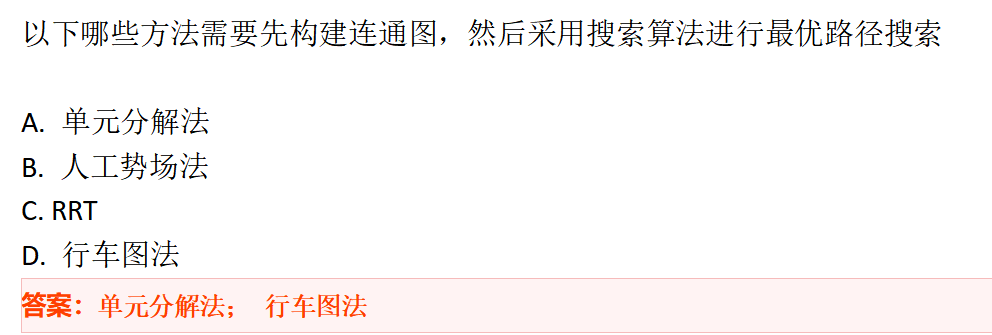 以下哪些方法需要先构建连通图，然后采用搜索算法进行最优路径搜索
A. 单元分解法
B. 人工势场法
C. RRT
D. 行车图法
答案：单元分解法； 行车图法